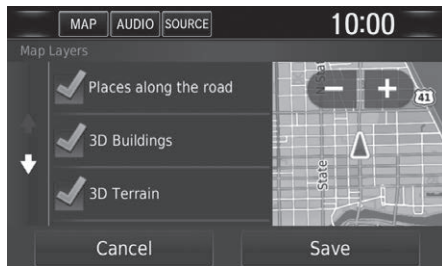 MAP AUDIO SOURCE 10:00
Map Layers
Places along the road
3D Buildings
3D Terrain
N Sta
41
State
Cancel Save